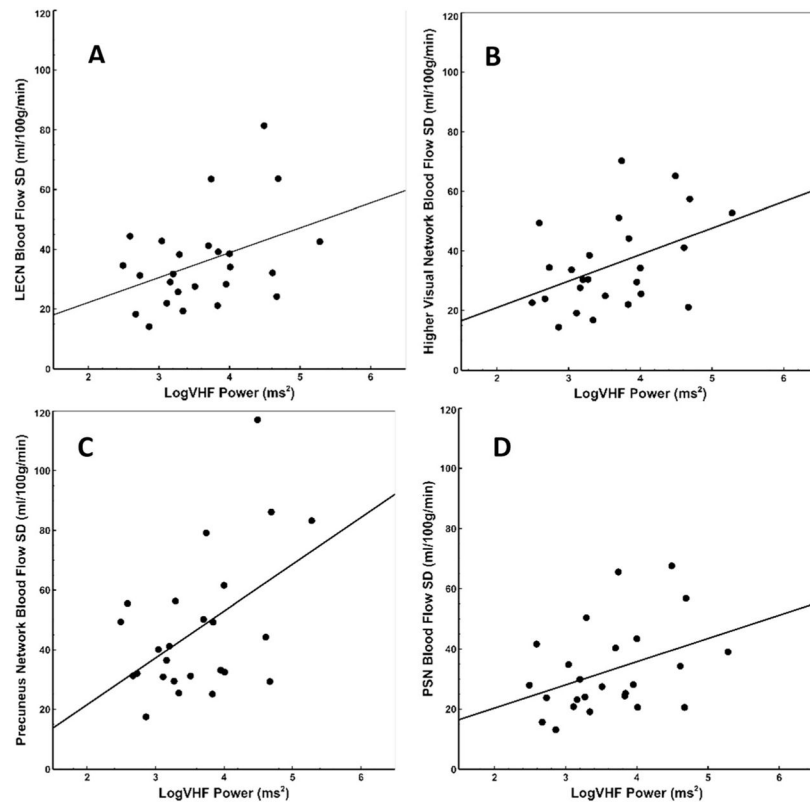 A
LECN Blood Flow SD (ml/100g/min)
120
100
80
60
40
20
0
2 3 4 5 6
LogVHF Power (ms²)
B
Higher Visual Network Blood Flow SD (ml/100g/min)
120
100
80
60
40
20
0
2 3 4 5 6
LogVHF Power (ms²)
C
Precuneus Network Blood Flow SD (ml/100g/min)
120
100
80
60
40
20
0
2 3 4 5 6
LogVHF Power (ms²)
D
PSN Blood Flow SD (ml/100g/min)
120
100
80
60
40
20
0
2 3 4 5 6
LogVHF Power (ms²)